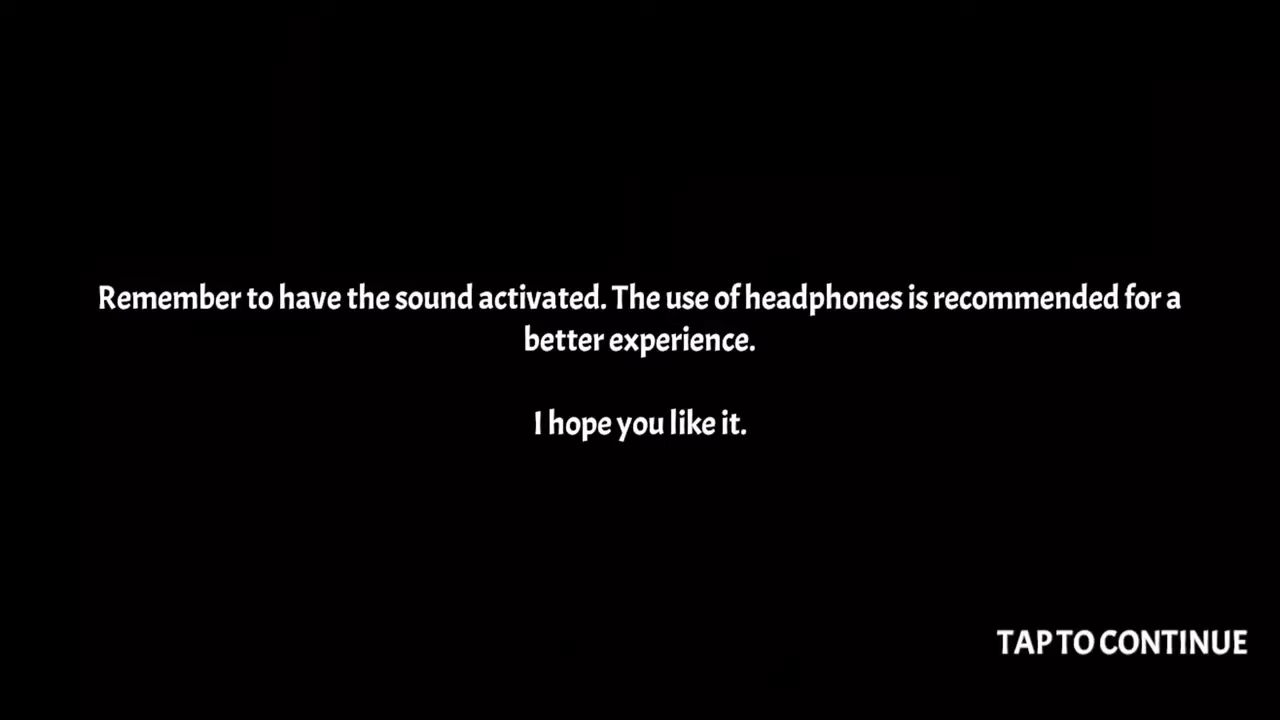 Remember to have the sound activated. The use of headphones is recommended for a
better experience.
I hope you like it.
TAP TO CONTINUE